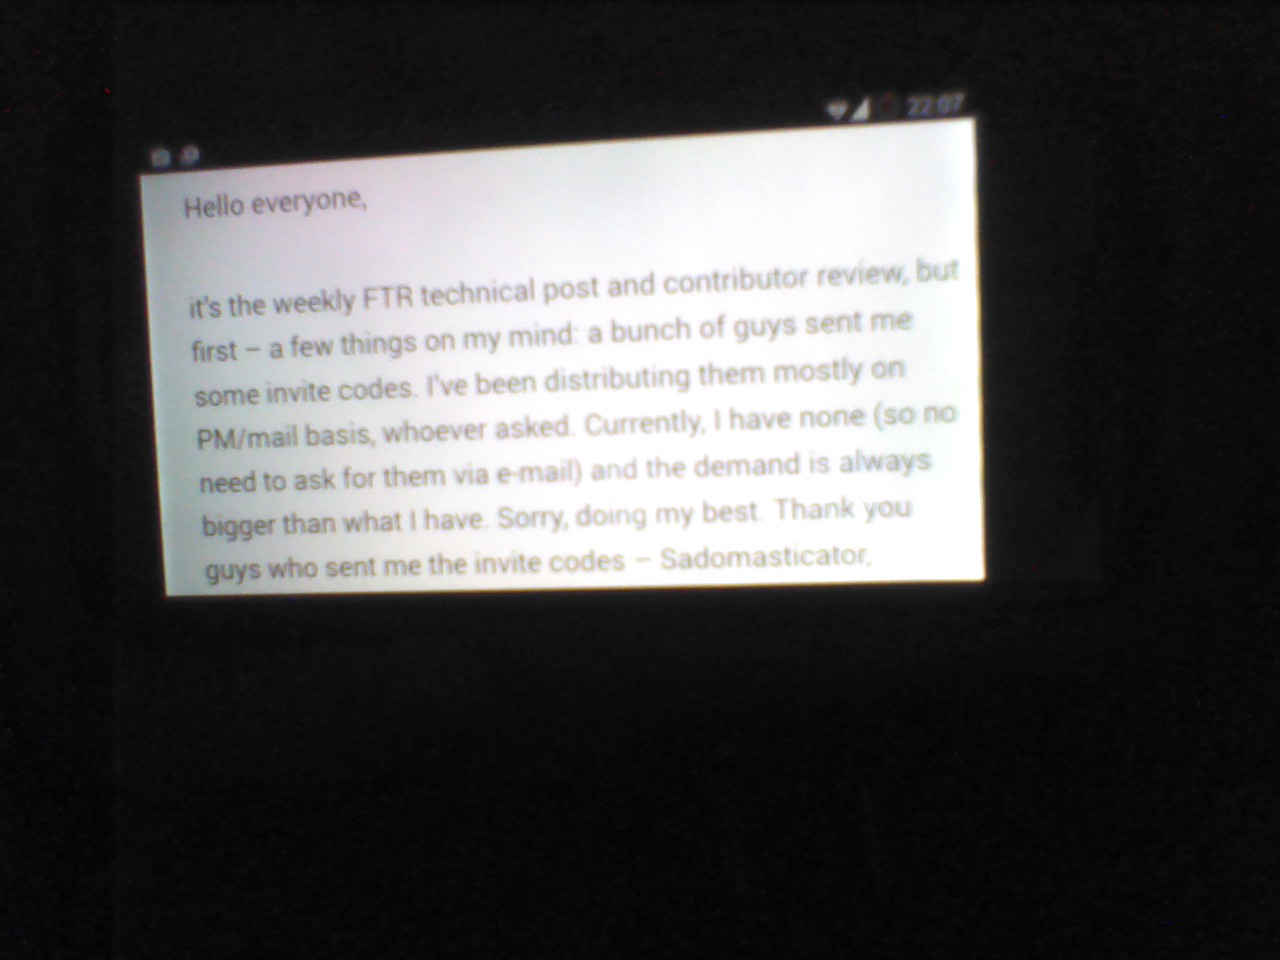 22:07
Hello everyone,
it's the weekly FTR technical post and contributor review, but
first – a few things on my mind: a bunch of guys sent me
some invite codes. I've been distributing them mostly on
PM/mail basis, whoever asked. Currently, I have none (so no
need to ask for them via e-mail) and the demand is always
bigger than what I have. Sorry, doing my best. Thank you
guys who sent me the invite codes – Sadomasticator,